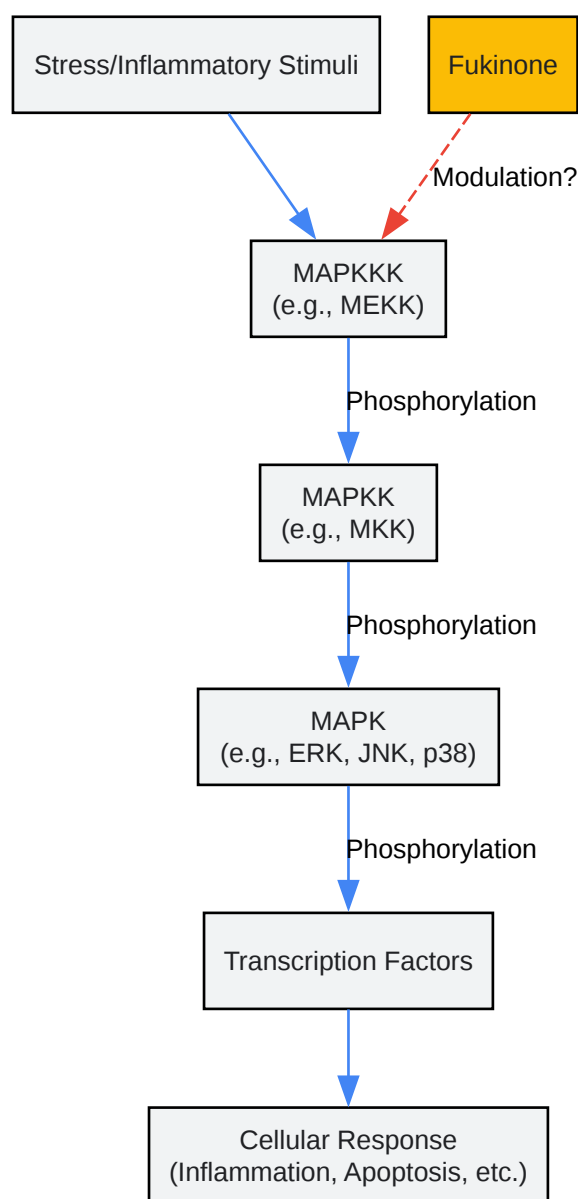 Stress/Inflammatory Stimuli
Fukinone
Modulation?
MAPKKK
(e.g., MEKK)
Phosphorylation
MAPKK
(e.g., MKK)
Phosphorylation
MAPK
(e.g., ERK, JNK, p38)
Phosphorylation
Transcription Factors
Cellular Response
(Inflammation, Apoptosis, etc.)